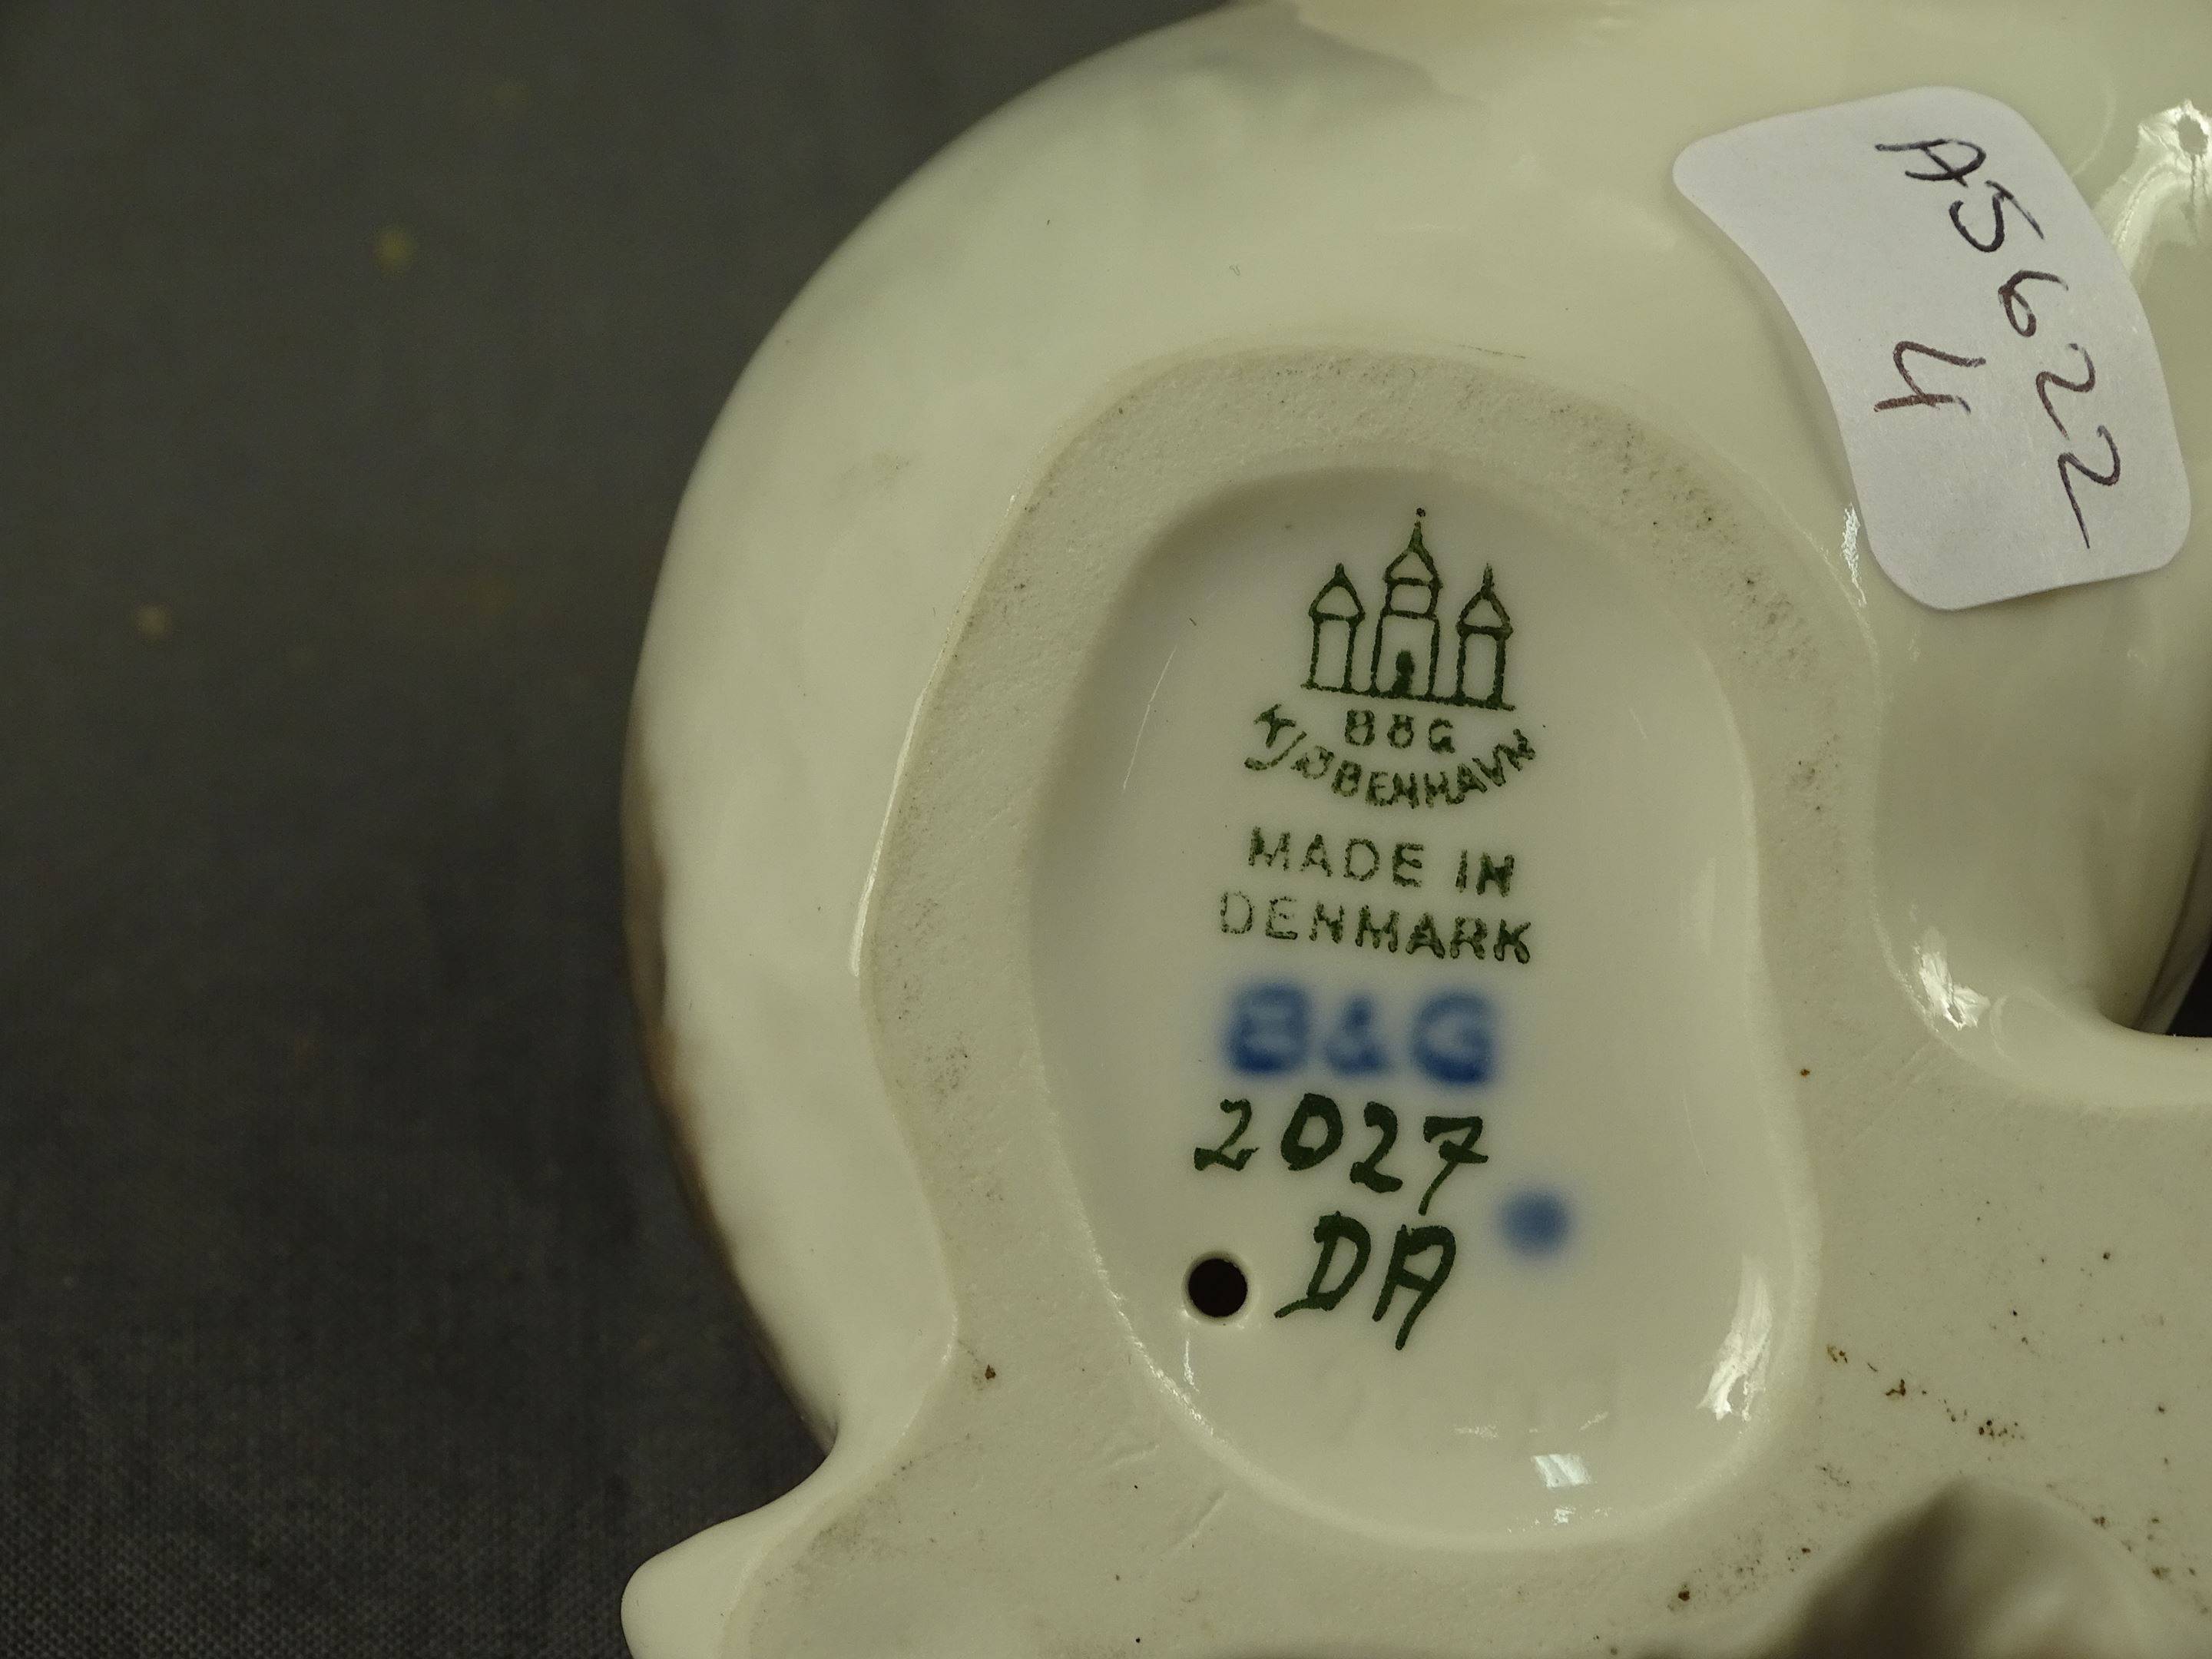 A5622
4
B&G
KJØBENHAVN
MADE IN
DENMARK
B&G
2027
DA